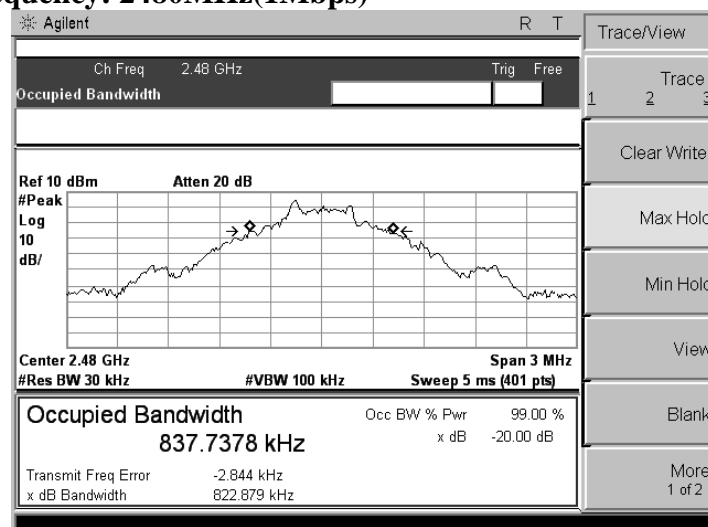 equency: 2480MHz(1Mbps)
Agilent R T
Ch Freq 2.48 GHz Trig Free
Occupied Bandwidth
Ref 10 dBm Atten 20 dB
#Peak
Log
10
dB/
Center 2.48 GHz Span 3 MHz
#Res BW 30 kHz #VBW 100 kHz Sweep 5 ms (401 pts)
Occupied Bandwidth Occ BW % Pwr 99.00 %
837.7378 kHz x dB -20.00 dB
Transmit Freq Error -2.844 kHz
x dB Bandwidth 822.879 kHz
Trace/View
Trace
1 2 3
Clear Write
Max Hold
Min Hold
View
Blank
More
1 of 2